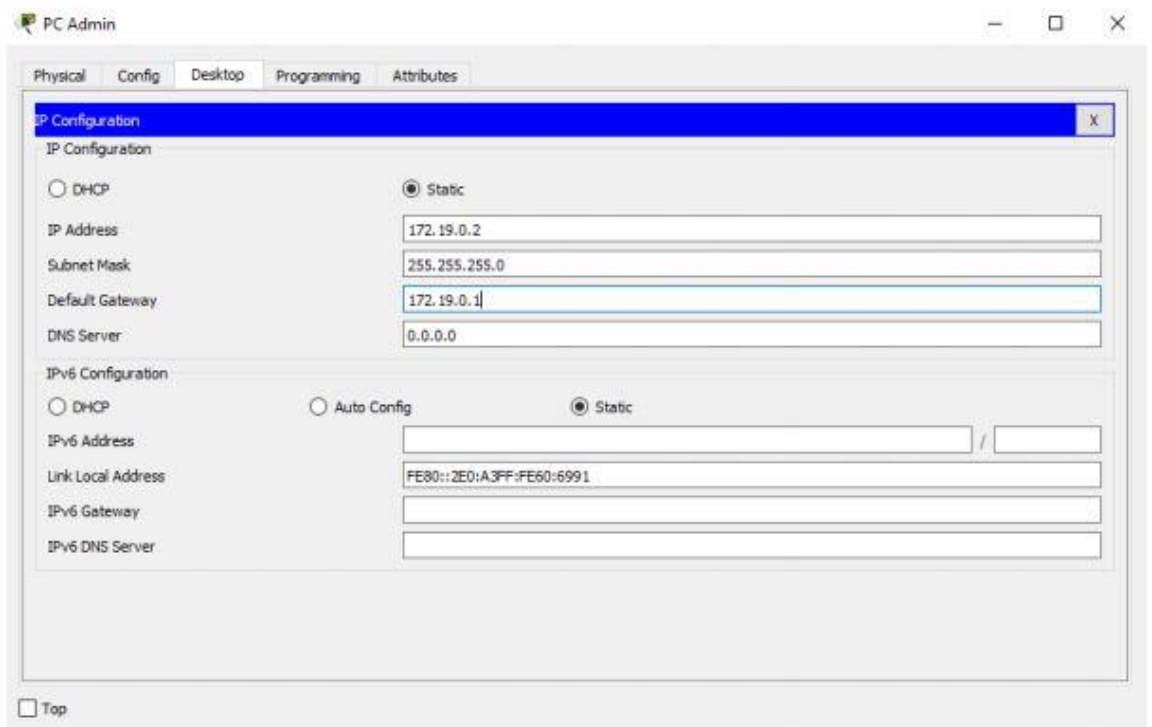 PC Admin
Physical Config Desktop Programming Attributes
IP Configuration X
IP Configuration
DHCP Static
IP Address 172.19.0.2
Subnet Mask 255.255.255.0
Default Gateway 172.19.0.1
DNS Server 0.0.0.0
IPv6 Configuration
DHCP Auto Config Static
IPv6 Address /
Link Local Address FE80::2E0:A3FF:FE60:6991
IPv6 Gateway
IPv6 DNS Server
Top